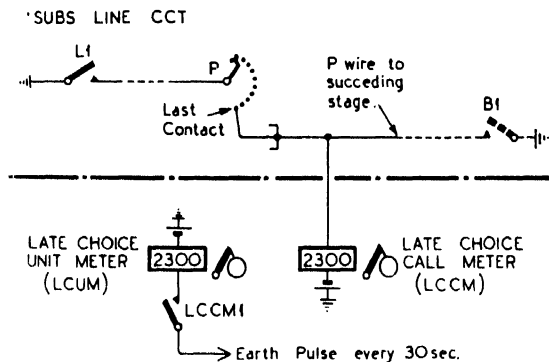 'SUBS LINE CCT
L1
P
P wire to
succeding
stage.
B1
Last
Contact
LATE CHOICE
UNIT METER
(LCUM)
2300
2300
LATE CHOICE
CALL METER
(LCCM)
LCCM1
Earth Pulse every 30sec.